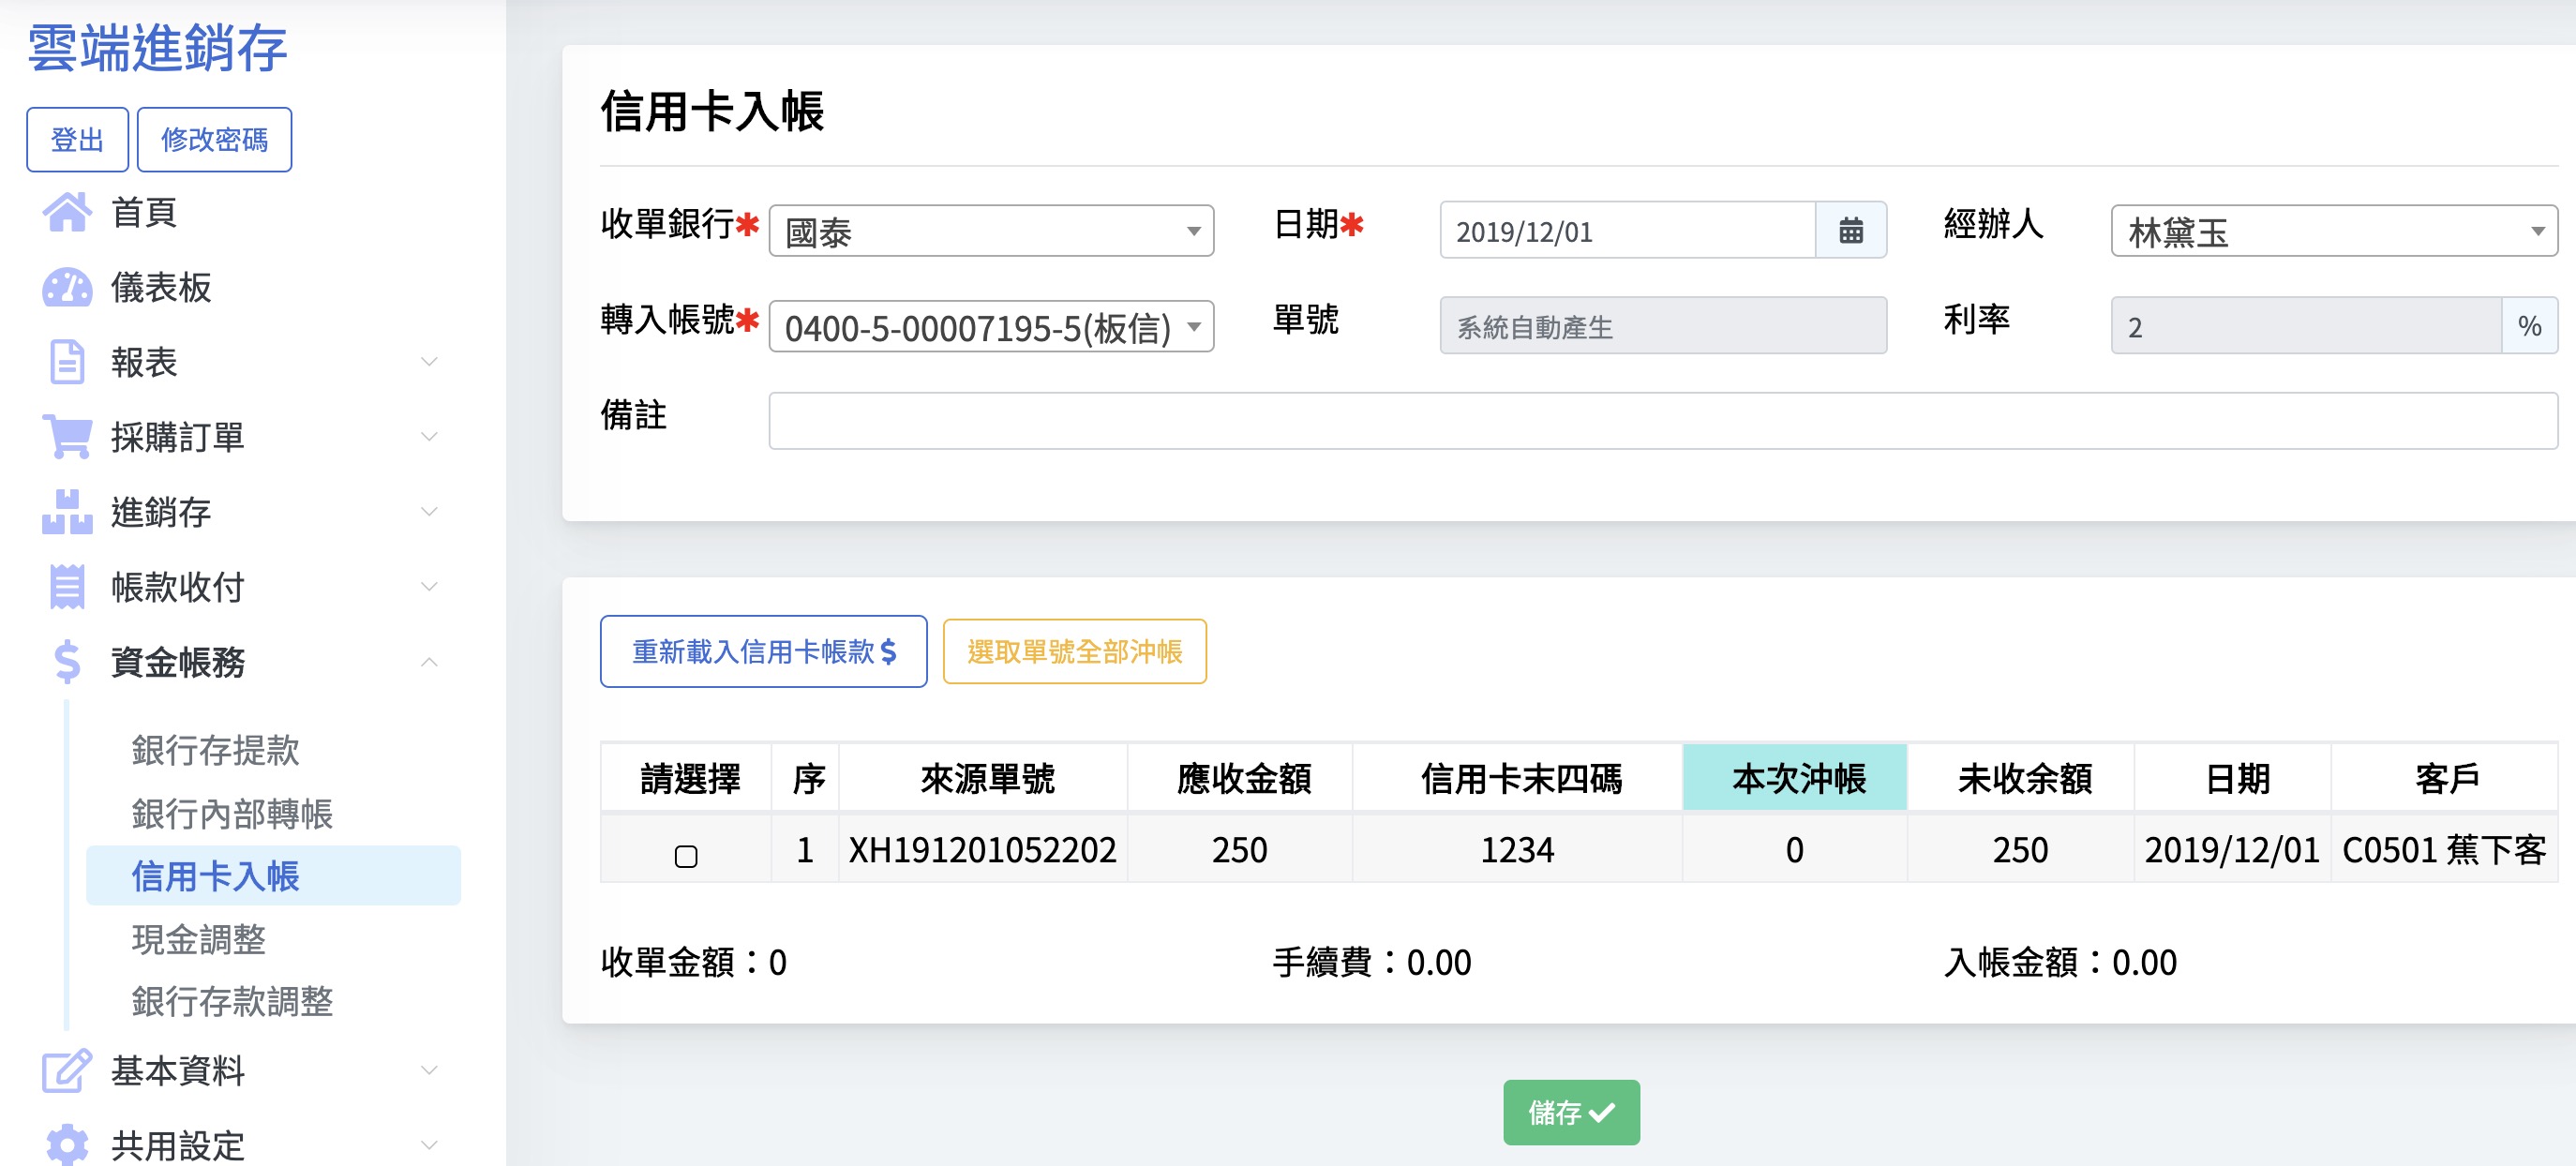 雲端進銷存
登出 修改密碼
首頁
儀表板
報表
採購訂單
進銷存
帳款收付
資金帳務
銀行存提款
銀行內部轉帳
信用卡入帳
現金調整
銀行存款調整
基本資料
共用設定
信用卡入帳
收單銀行✱ 國泰 日期✱ 2019/12/01 經辦人 林黛玉
轉入帳號✱ 0400-5-00007195-5(板信) 單號 系統自動產生 利率 2 %
備註
重新載入信用卡帳款$ 選取單號全部沖帳
請選擇 序 來源單號 應收金額 信用卡末四碼 本次沖帳 未收余額 日期 客戶
1 XH191201052202 250 1234 0 250 2019/12/01 C0501 蕉下客
收單金額：0 手續費：0.00 入帳金額：0.00
儲存